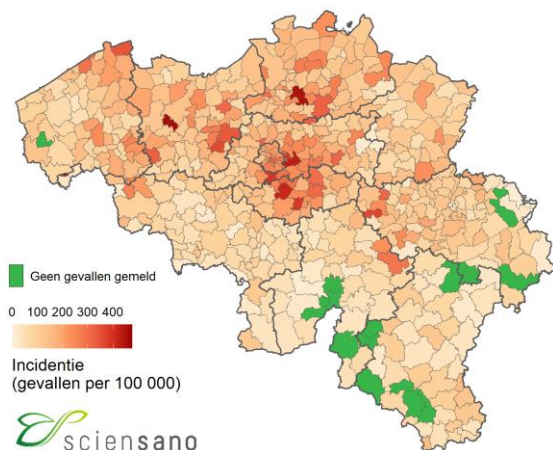 Geen gevallen gemeld
0 100 200 300 400
Incidentie
(gevallen per 100 000)
sciensano